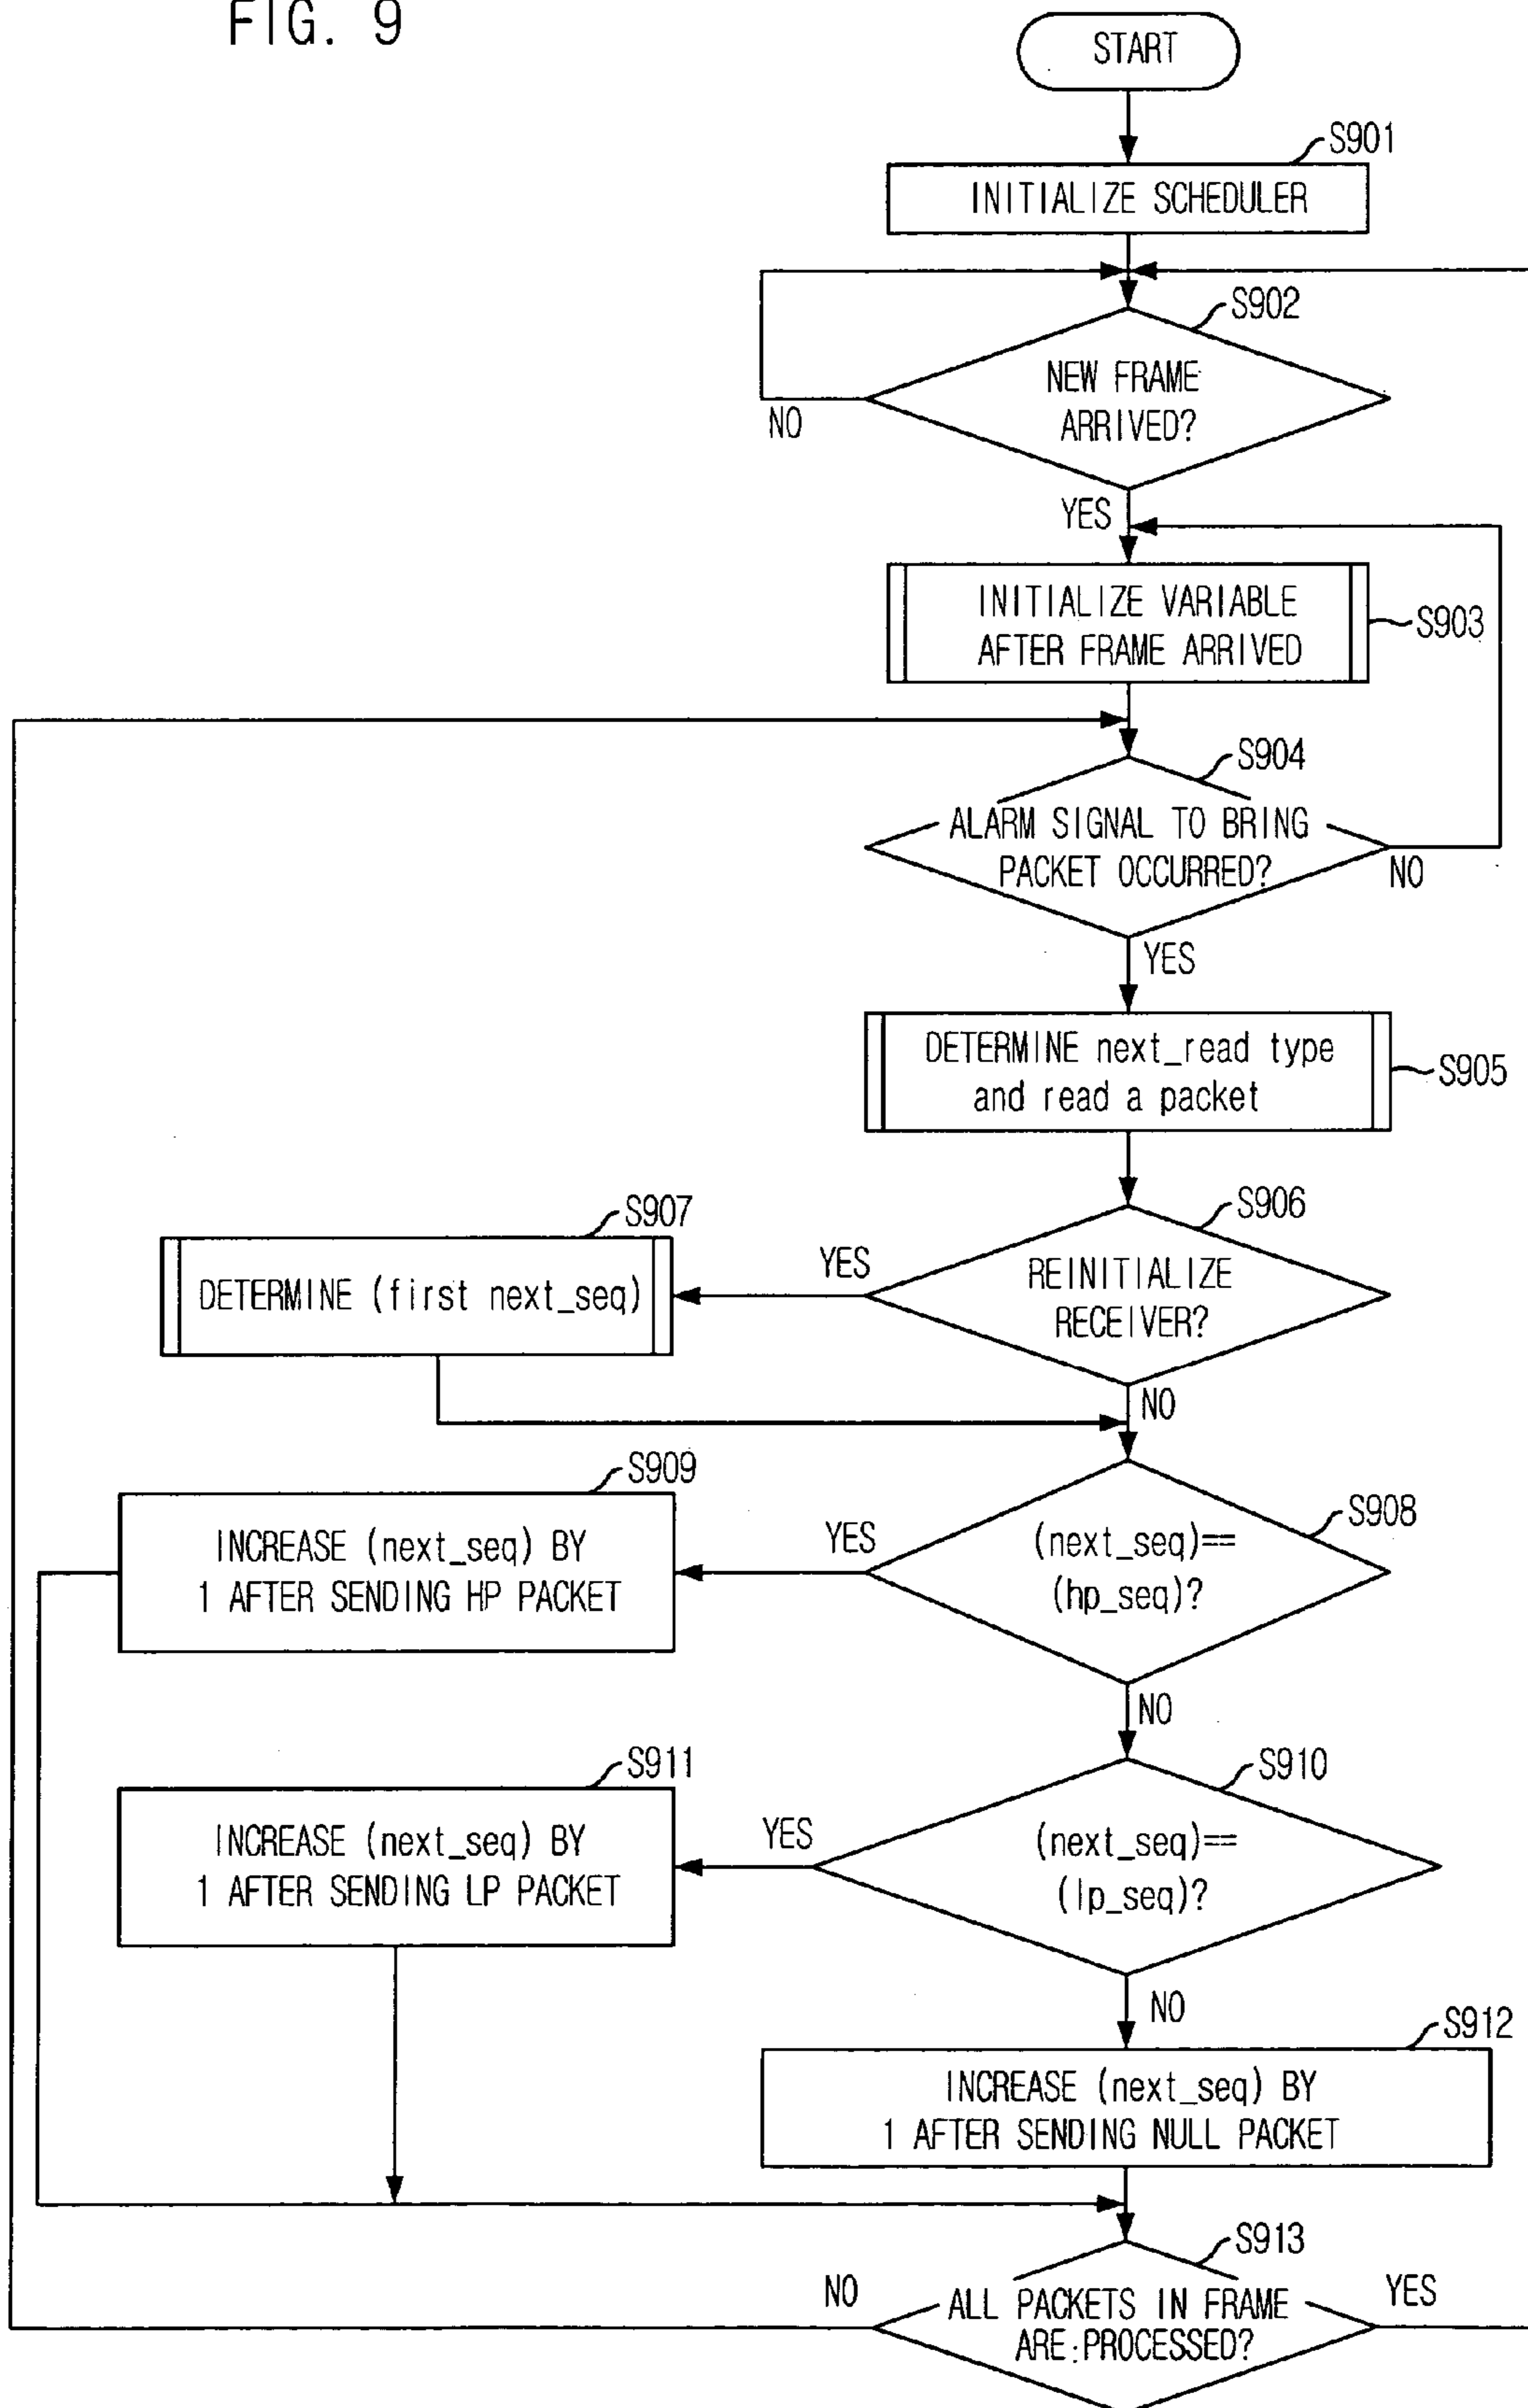 FIG. 9
START
S901
INITIALIZE SCHEDULER
S902
NEW FRAME
ARRIVED?
NO
YES
INITIALIZE VARIABLE
AFTER FRAME ARRIVED
S903
S904
ALARM SIGNAL TO BRING
PACKET OCCURRED?
NO
YES
DETERMINE next_read type
and read a packet
S905
S906
S907
YES
REINITIALIZE
RECEIVER?
DETERMINE (first next_seq)
NO
S909
S908
INCREASE (next_seq) BY
1 AFTER SENDING HP PACKET
YES
(next_seq)==
(hp_seq)?
NO
S911
S910
INCREASE (next_seq) BY
1 AFTER SENDING LP PACKET
YES
(next_seq)==
(lp_seq)?
NO
S912
INCREASE (next_seq) BY
1 AFTER SENDING NULL PACKET
S913
NO
YES
ALL PACKETS IN FRAME
ARE PROCESSED?